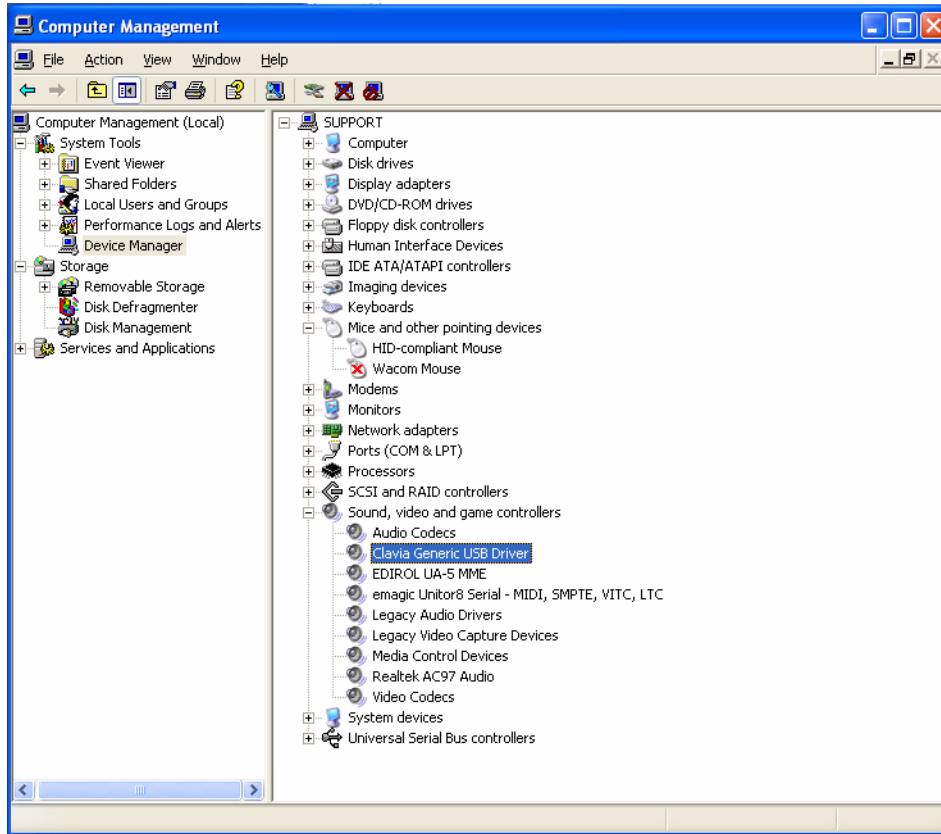 Computer Management
File Action View Window Help
Computer Management (Local)
System Tools
Event Viewer
Shared Folders
Local Users and Groups
Performance Logs and Alerts
Device Manager
Storage
Removable Storage
Disk Defragmenter
Disk Management
Services and Applications
SUPPORT
Computer
Disk drives
Display adapters
DVD/CD-ROM drives
Floppy disk controllers
Human Interface Devices
IDE ATA/ATAPI controllers
Imaging devices
Keyboards
Mice and other pointing devices
HID-compliant Mouse
Wacom Mouse
Modems
Monitors
Network adapters
Ports (COM & LPT)
Processors
SCSI and RAID controllers
Sound, video and game controllers
Audio Codecs
Clavia Generic USB Driver
EDIROL UA-5 MME
emagic Unitor8 Serial - MIDI, SMPTE, VITC, LTC
Legacy Audio Drivers
Legacy Video Capture Devices
Media Control Devices
Realtek AC97 Audio
Video Codecs
System devices
Universal Serial Bus controllers